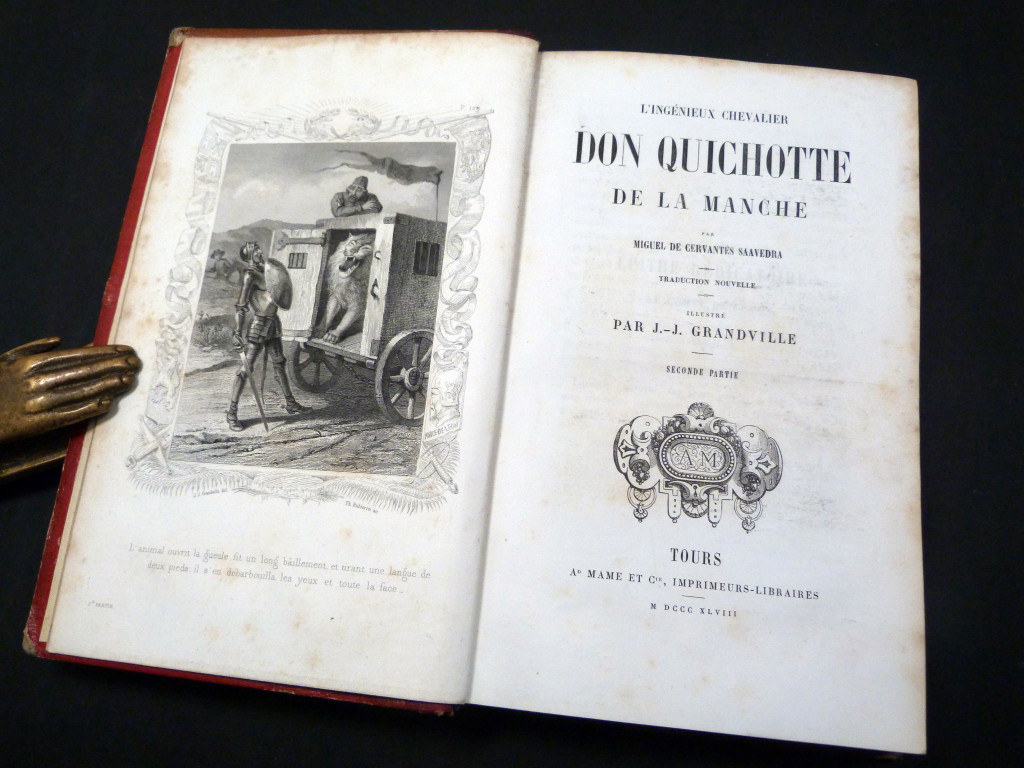 L'animal ouvrit la gueule fit un long bâillement, et tirant une langue de
deux pieds il s'en débarbouilla les yeux et toute la face.
L'INGÉNIEUX CHEVALIER
DON QUICHOTTE
DE LA MANCHE
PAR
MIGUEL DE CERVANTÉS SAAVEDRA
TRADUCTION NOUVELLE
ILLUSTRÉ
PAR J.-J. GRANDVILLE
SECONDE PARTIE
A M
TOURS
Ad MAME ET Cie, IMPRIMEURS-LIBRAIRES
M DCCC XLVIII